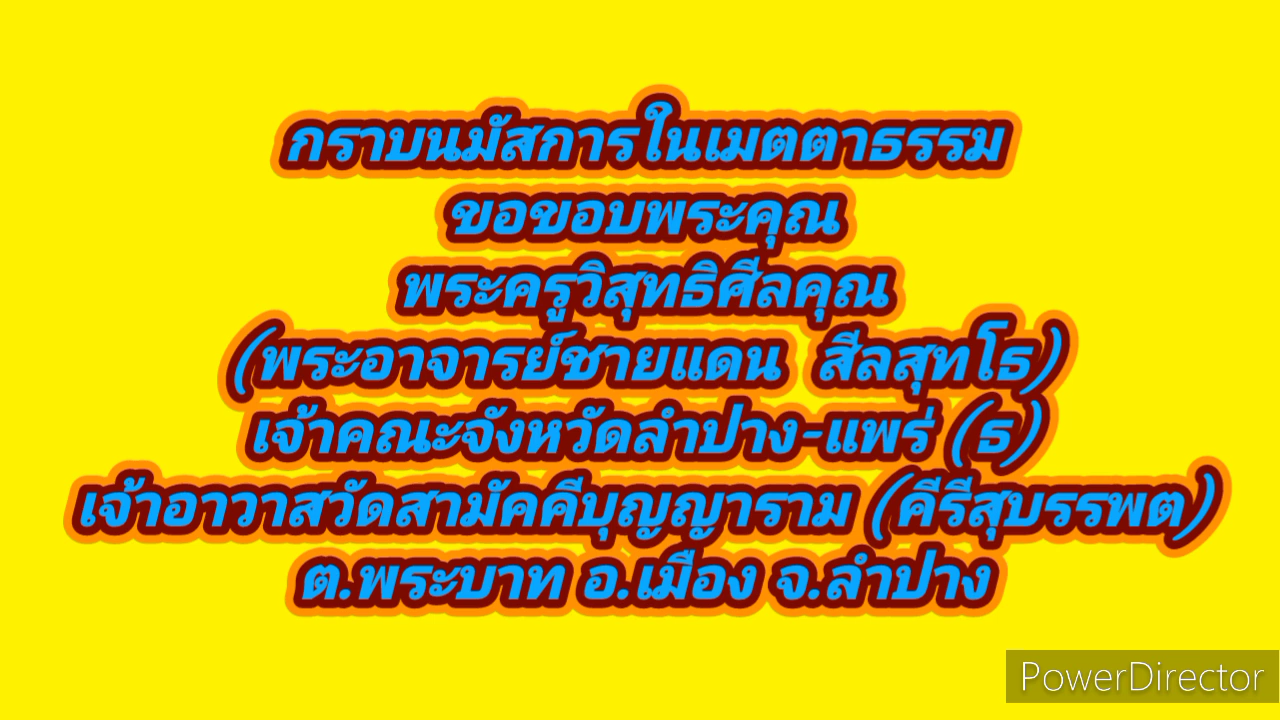 กราบนมัสการในเมตตาธรรม
ขอขอบพระคุณ
พระครูวิสุทธิศีลคุณ
(พระอาจารย์ชายแดน สีลสุทโธ)
เจ้าคณะจังหวัดลำปาง-แพร่ (ธ)
เจ้าอาวาสวัดสามัคคีบุญญาราม (คีรีสุบรรพต)
ต.พระบาท อ.เมือง จ.ลำปาง
PowerDirector